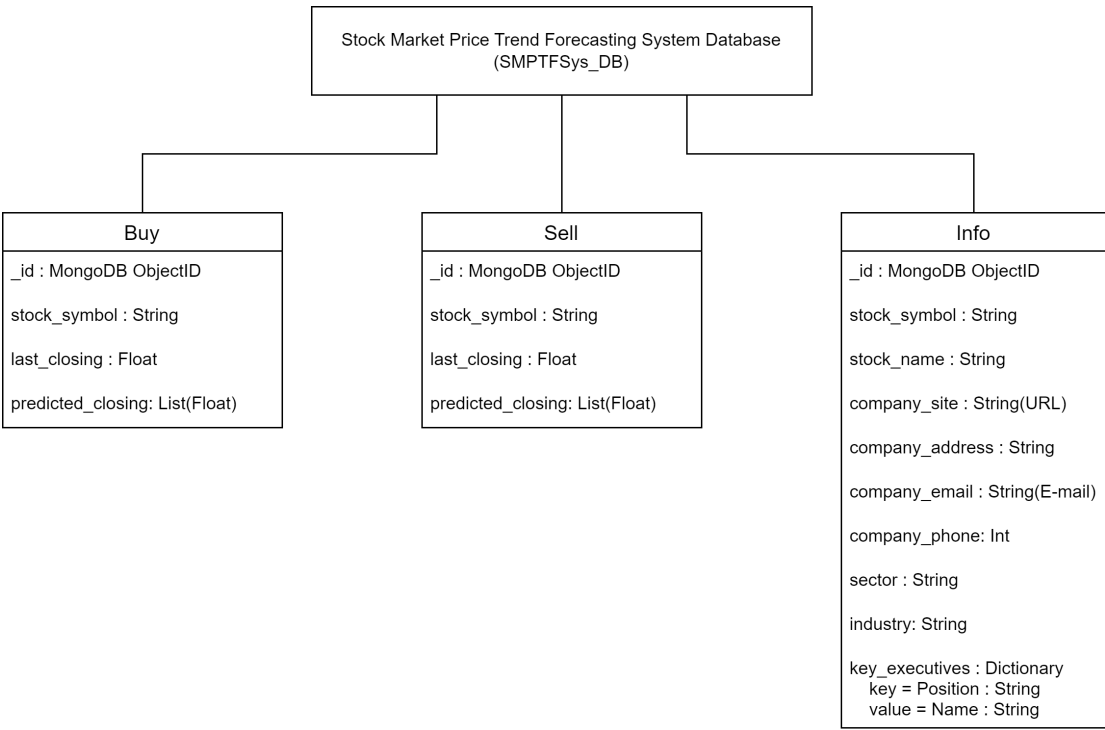 Stock Market Price Trend Forecasting System Database
(SMPTFSys_DB)
Buy
_id : MongoDB ObjectID
stock_symbol : String
last_closing : Float
predicted_closing: List(Float)
Sell
_id : MongoDB ObjectID
stock_symbol : String
last_closing : Float
predicted_closing: List(Float)
Info
_id : MongoDB ObjectID
stock_symbol : String
stock_name : String
company_site : String(URL)
company_address : String
company_email : String(E-mail)
company_phone: Int
sector : String
industry: String
key_executives : Dictionary
key = Position : String
value = Name : String